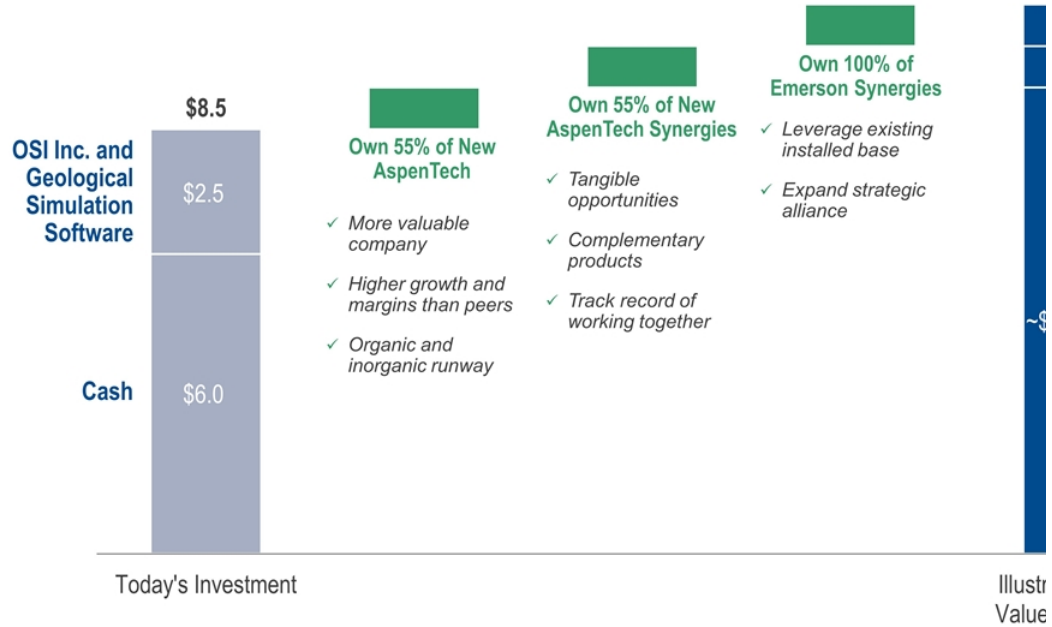 $8.5
OSI Inc. and
Geological
Simulation
Software
$2.5
Cash
$6.0
Today's Investment
Own 55% of New
AspenTech
✓ More valuable
company
✓ Higher growth and
margins than peers
✓ Organic and
inorganic runway
Own 55% of New
AspenTech Synergies
✓ Tangible
opportunities
✓ Complementary
products
✓ Track record of
working together
Own 100% of
Emerson Synergies
✓ Leverage existing
installed base
✓ Expand strategic
alliance
~$
Value